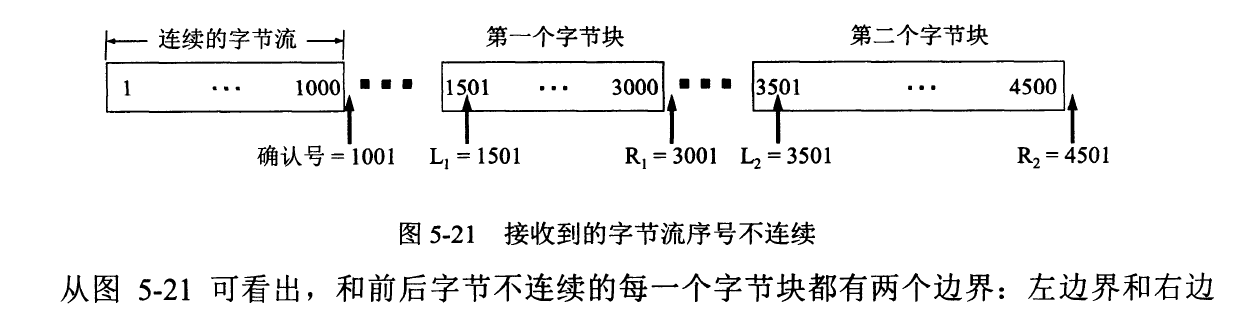 连续的字节流 第一个字节块 第二个字节块
1 ··· 1000 ■■■ 1501 ··· 3000 ■■■ 3501 ··· 4500
确认号 = 1001 L₁ = 1501 R₁ = 3001 L₂ = 3501 R₂ = 4501
图 5-21 接收到的字节流序号不连续
从图 5-21 可看出，和前后字节不连续的每一个字节块都有两个边界：左边界和右边